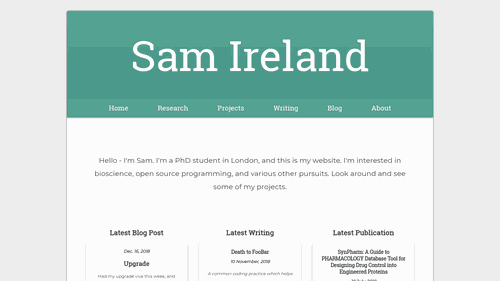 Sam Ireland
Home Research Projects Writing Blog About
Hello - I'm Sam. I'm a PhD student in London, and this is my website. I'm interested in
bioscience, open source programming, and various other pursuits. Look around and see
some of my projects.
Latest Blog Post
Dec. 16, 2018
Upgrade
Had my upgrade viva this week, and
Latest Writing
Death to FooBar
10 November, 2018
A common coding practice which helps
Latest Publication
SynPharm: A Guide to
PHARMACOLOGY Database Tool for
Designing Drug Control into
Engineered Proteins